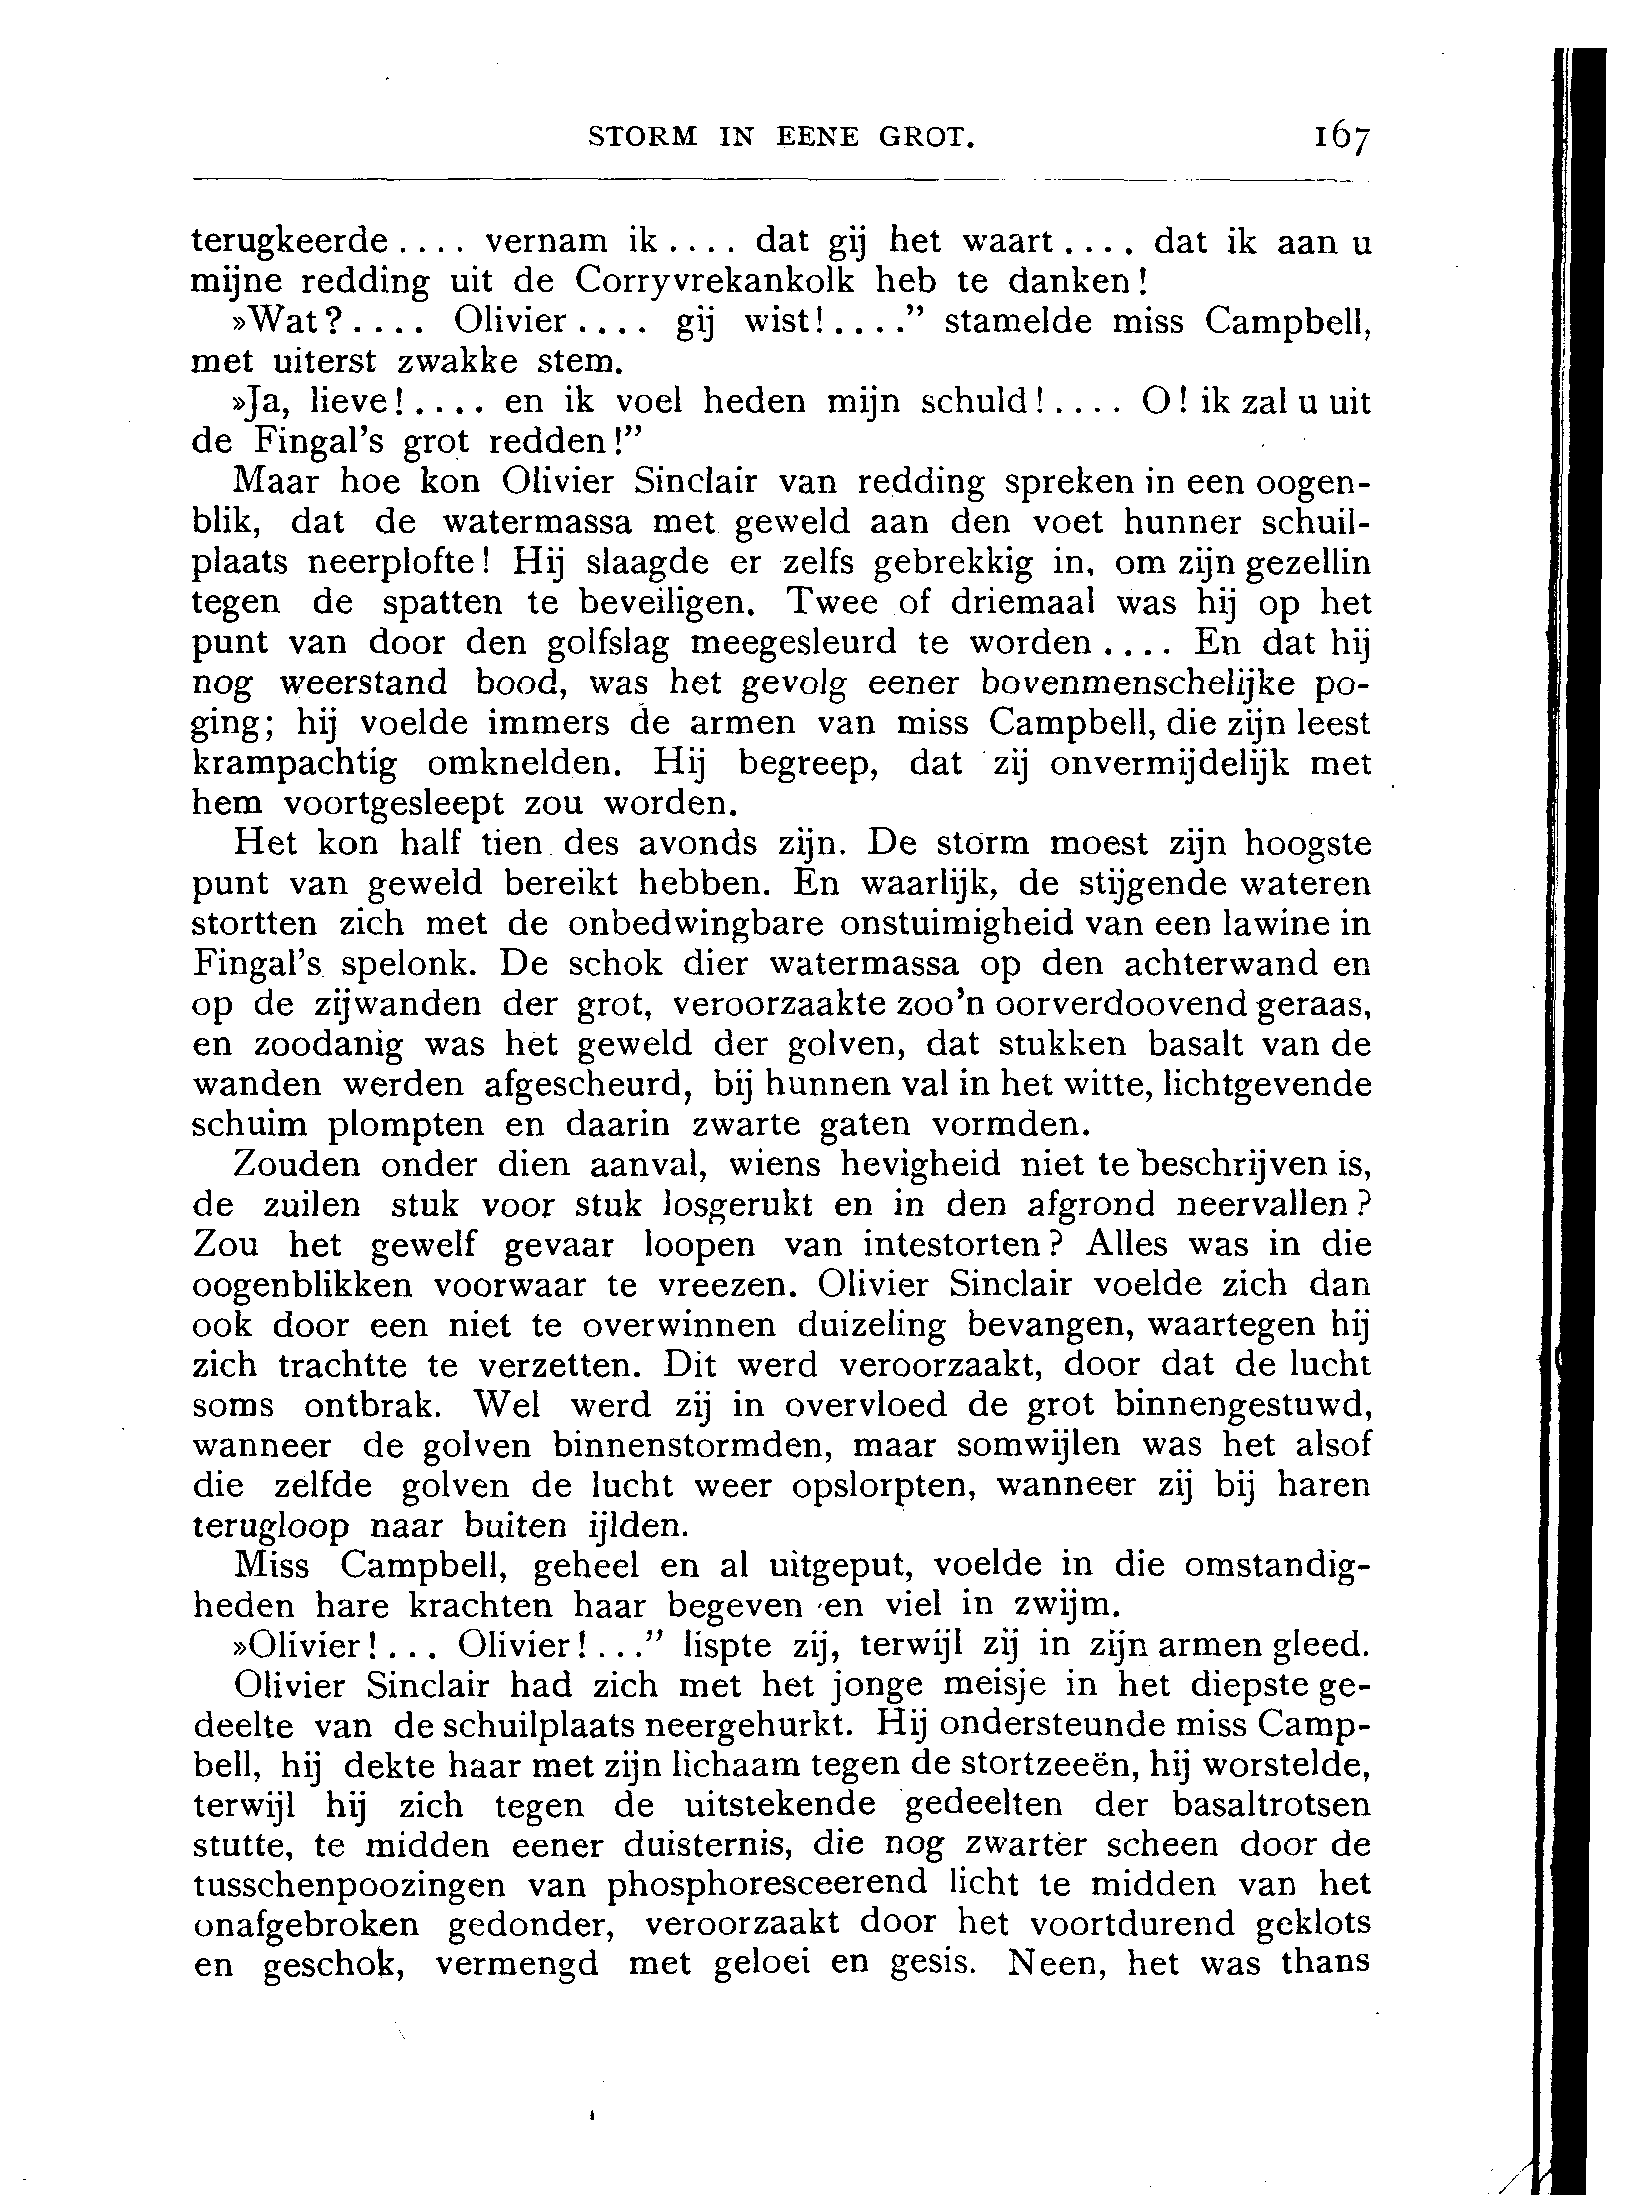 STORM IN EENE GROT. 167
terugkeerde.... vernam ik.... dat gij het waart.... dat ik aan u
mijne redding uit de Corryvrekankolk heb te danken!
»Wat?.... Olivier.... gij wist!....” stamelde miss Campbell,
met uiterst zwakke stem.
»Ja, lieve!.... en ik voel heden mijn schuld!.... O! ik zal u uit
de Fingal’s grot redden!”
Maar hoe kon Olivier Sinclair van redding spreken in een oogen-
blik, dat de watermassa met geweld aan den voet hunner schuil-
plaats neerplofte! Hij slaagde er zelfs gebrekkig in, om zijn gezellin
tegen de spatten te beveiligen. Twee of driemaal was hij op het
punt van door den golfslag meegesleurd te worden.... En dat hij
nog weerstand bood, was het gevolg eener bovenmenschelijke po-
ging; hij voelde immers de armen van miss Campbell, die zijn leest
krampachtig omknelden. Hij begreep, dat zij onvermijdelijk met
hem voortgesleept zou worden.
Het kon half tien des avonds zijn. De storm moest zijn hoogste
punt van geweld bereikt hebben. En waarlijk, de stijgende wateren
stortten zich met de onbedwingbare onstuimigheid van een lawine in
Fingal’s spelonk. De schok dier watermassa op den achterwand en
op de zijwanden der grot, veroorzaakte zoo’n oorverdoovend geraas,
en zoodanig was het geweld der golven, dat stukken basalt van de
wanden werden afgescheurd, bij hunnen val in het witte, lichtgevende
schuim plompten en daarin zwarte gaten vormden.
Zouden onder dien aanval, wiens hevigheid niet te beschrijven is,
de zuilen stuk voor stuk losgerukt en in den afgrond neervallen?
Zou het gewelf gevaar loopen van intestorten? Alles was in die
oogenblikken voorwaar te vreezen. Olivier Sinclair voelde zich dan
ook door een niet te overwinnen duizeling bevangen, waartegen hij
zich trachtte te verzetten. Dit werd veroorzaakt, door dat de lucht
soms ontbrak. Wel werd zij in overvloed de grot binnengestuwd,
wanneer de golven binnenstormden, maar somwijlen was het alsof
die zelfde golven de lucht weer opslorpten, wanneer zij bij haren
terugloop naar buiten ijlden.
Miss Campbell, geheel en al uitgeput, voelde in die omstandig-
heden hare krachten haar begeven en viel in zwijm.
»Olivier!... Olivier!...” lispte zij, terwijl zij in zijn armen gleed.
Olivier Sinclair had zich met het jonge meisje in het diepste ge-
deelte van de schuilplaats neergehurkt. Hij ondersteunde miss Camp-
bell, hij dekte haar met zijn lichaam tegen de stortzeeën, hij worstelde,
terwijl hij zich tegen de uitstekende gedeelten der basaltrotsen
stutte, te midden eener duisternis, die nog zwarter scheen door de
tusschenpoozingen van phosphoresceerend licht te midden van het
onafgebroken gedonder, veroorzaakt door het voortdurend geklots
en geschok, vermengd met geloei en gesis. Neen, het was thans